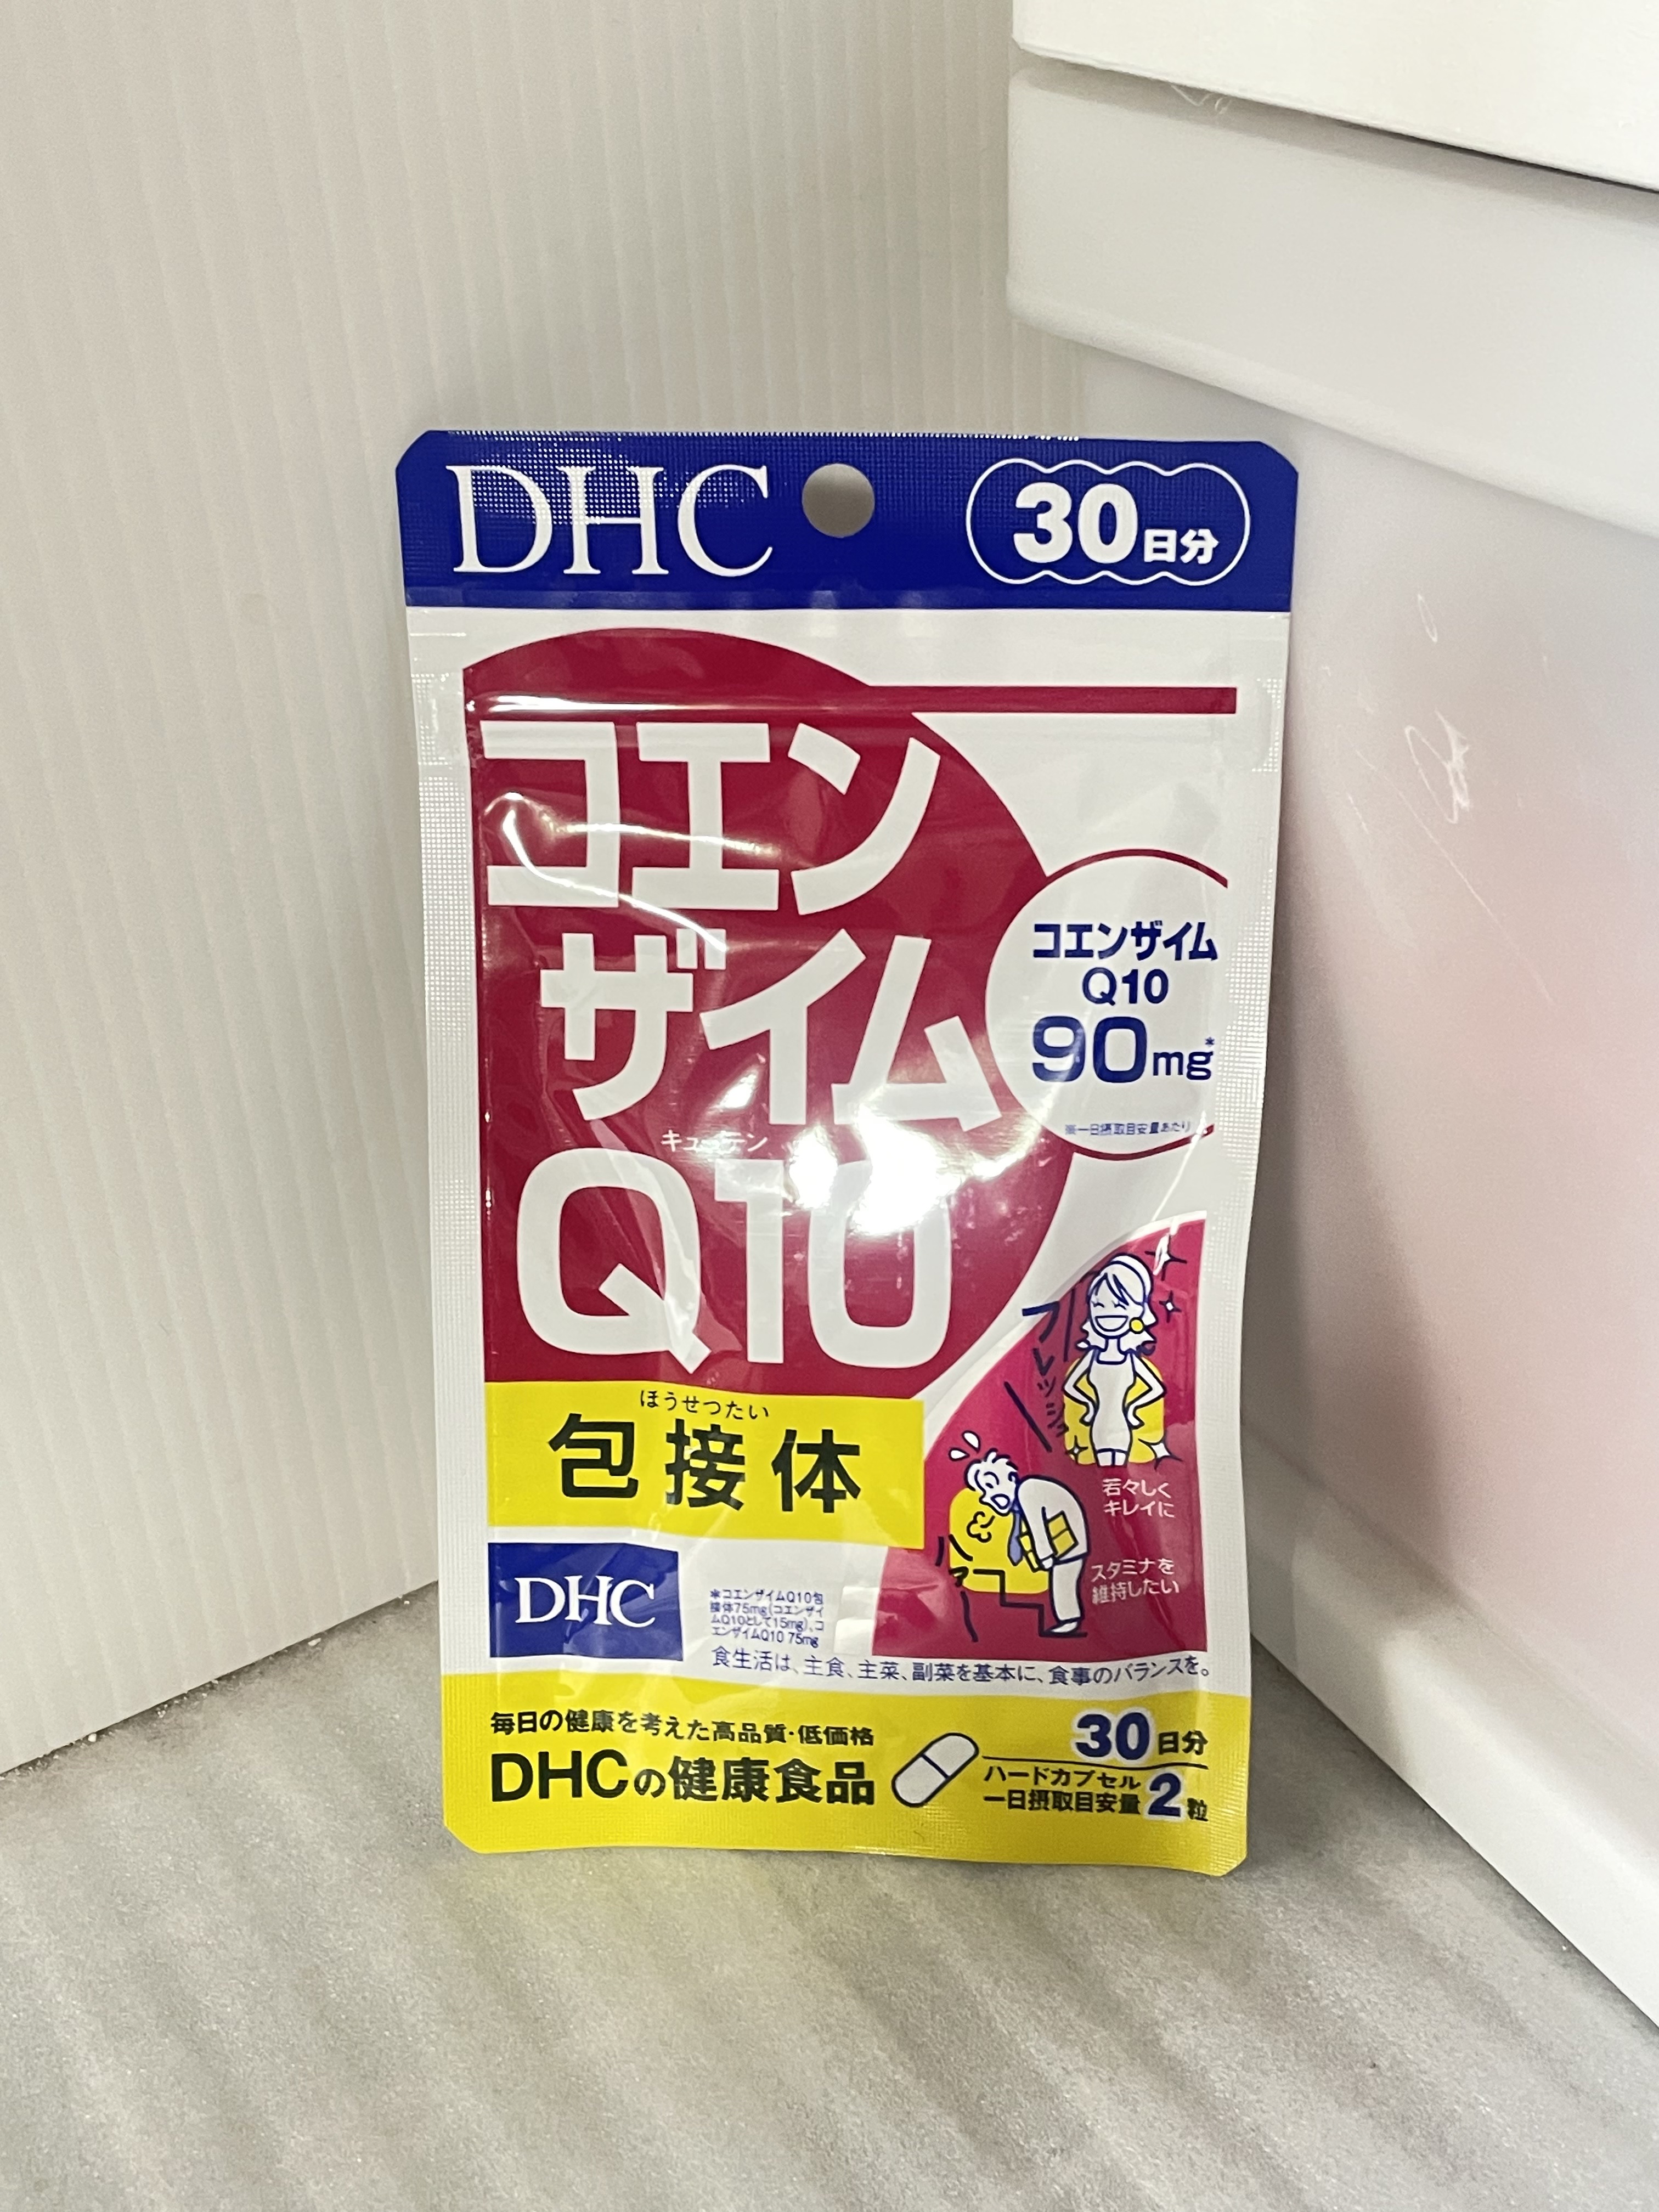 DHC
30日分
コエン
ザイム
キューテン
Q10
コエンザイム
Q10
90mg*
※一日摂取目安量あたり
フレッシュ
若々しく
キレイに
ほうせつたい
包接体
ハァー
スタミナを
維持したい
DHC
*コエンザイムQ10包
接体75mg(コエンザイ
ムQ10として15mg)、コ
エンザイムQ10 75mg
食生活は、主食、主菜、副菜を基本に、食事のバランスを。
毎日の健康を考えた高品質・低価格
DHCの健康食品
30日分
ハードカプセル
一日摂取目安量2粒